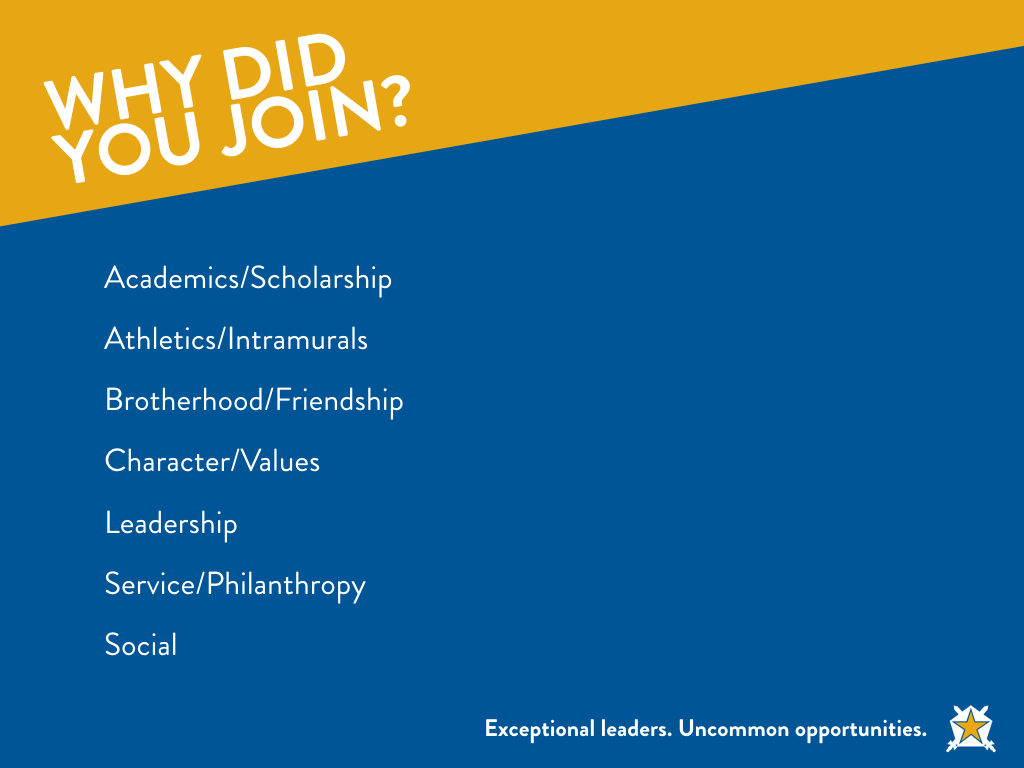 WHY DID
YOU JOIN?
Academics/Scholarship
Athletics/Intramurals
Brotherhood/Friendship
Character/Values
Leadership
Service/Philanthropy
Social
Exceptional leaders. Uncommon opportunities.